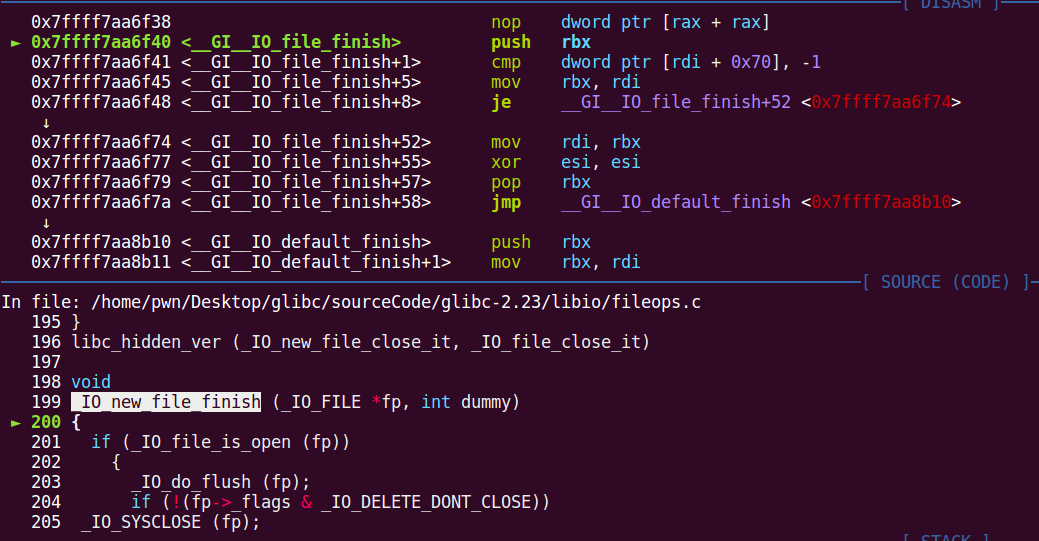 [ DISASM ]
0x7ffff7aa6f38 nop dword ptr [rax + rax]
► 0x7ffff7aa6f40 <__GI__IO_file_finish> push rbx
0x7ffff7aa6f41 <__GI__IO_file_finish+1> cmp dword ptr [rdi + 0x70], -1
0x7ffff7aa6f45 <__GI__IO_file_finish+5> mov rbx, rdi
0x7ffff7aa6f48 <__GI__IO_file_finish+8> je __GI__IO_file_finish+52 <0x7ffff7aa6f74>
↓
0x7ffff7aa6f74 <__GI__IO_file_finish+52> mov rdi, rbx
0x7ffff7aa6f77 <__GI__IO_file_finish+55> xor esi, esi
0x7ffff7aa6f79 <__GI__IO_file_finish+57> pop rbx
0x7ffff7aa6f7a <__GI__IO_file_finish+58> jmp __GI__IO_default_finish <0x7ffff7aa8b10>
↓
0x7ffff7aa8b10 <__GI__IO_default_finish> push rbx
0x7ffff7aa8b11 <__GI__IO_default_finish+1> mov rbx, rdi
[ SOURCE (CODE) ]
In file: /home/pwn/Desktop/glibc/sourceCode/glibc-2.23/libio/fileops.c
195 }
196 libc_hidden_ver (_IO_new_file_close_it, _IO_file_close_it)
197
198 void
199 _IO_new_file_finish (_IO_FILE *fp, int dummy)
► 200 {
201 if (_IO_file_is_open (fp))
202 {
203 _IO_do_flush (fp);
204 if (!(fp->_flags & _IO_DELETE_DONT_CLOSE))
205 _IO_SYSCLOSE (fp);
[ STACK ]